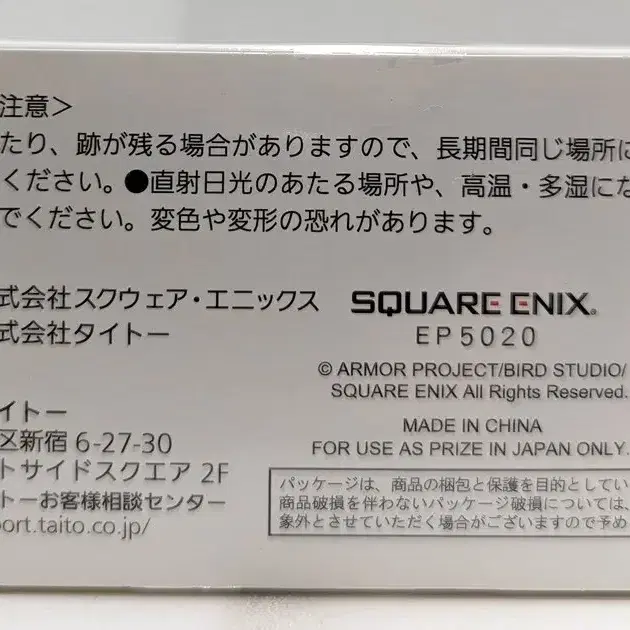 注意＞
たり、跡が残る場合がありますので、長期間同じ場所に
ください。●直射日光のあたる場所や、高温・多湿にな
でください。変色や変形の恐れがあります。
式会社スクウェア・エニックス
SQUARE ENIX®
式会社タイトー
EP5020
© ARMOR PROJECT/BIRD STUDIO/
SQUARE ENIX All Rights Reserved.
イトー
MADE IN CHINA
区新宿 6-27-30
FOR USE AS PRIZE IN JAPAN ONLY.
トサイドスクエア 2F
トーお客様相談センター
port.taito.co.jp/
パッケージは、商品の梱包と保護を目的としてい
商品破損を伴わないパッケージ破損については、
象外とさせていただく場合がございますので予め